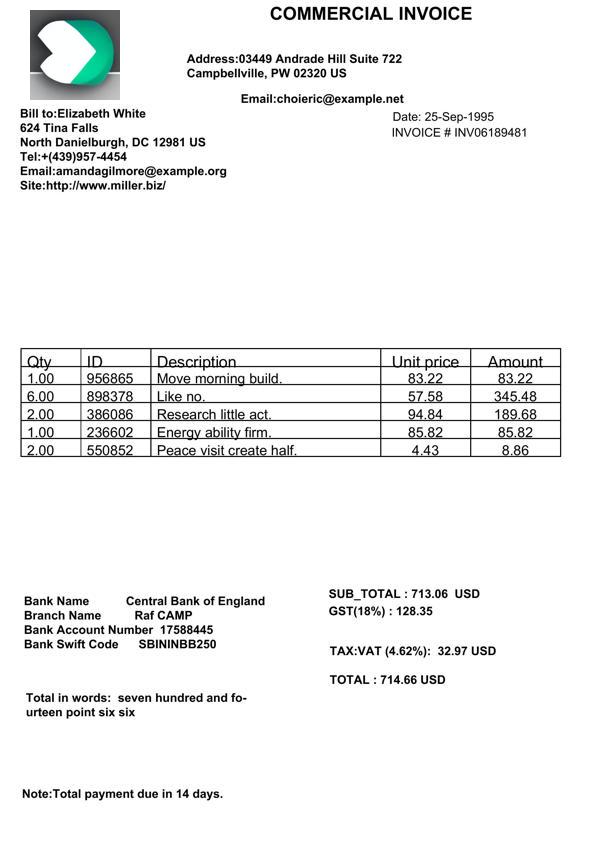 COMMERCIAL INVOICE
Address:03449 Andrade Hill Suite 722
Campbellville, PW 02320 US
Email:choieric@example.net
Bill to:Elizabeth White
624 Tina Falls
North Danielburgh, DC 12981 US
Tel:+(439)957-4454
Email:amandagilmore@example.org
Site:http://www.miller.biz/
Date: 25-Sep-1995
INVOICE # INV06189481
Qty ID Description Unit price Amount
1.00 956865 Move morning build. 83.22 83.22
6.00 898378 Like no. 57.58 345.48
2.00 386086 Research little act. 94.84 189.68
1.00 236602 Energy ability firm. 85.82 85.82
2.00 550852 Peace visit create half. 4.43 8.86
Bank Name Central Bank of England
Branch Name Raf CAMP
Bank Account Number 17588445
Bank Swift Code SBININBB250
SUB_TOTAL : 713.06 USD
GST(18%) : 128.35
TAX:VAT (4.62%): 32.97 USD
TOTAL : 714.66 USD
Total in words: seven hundred and fo-
urteen point six six
Note:Total payment due in 14 days.